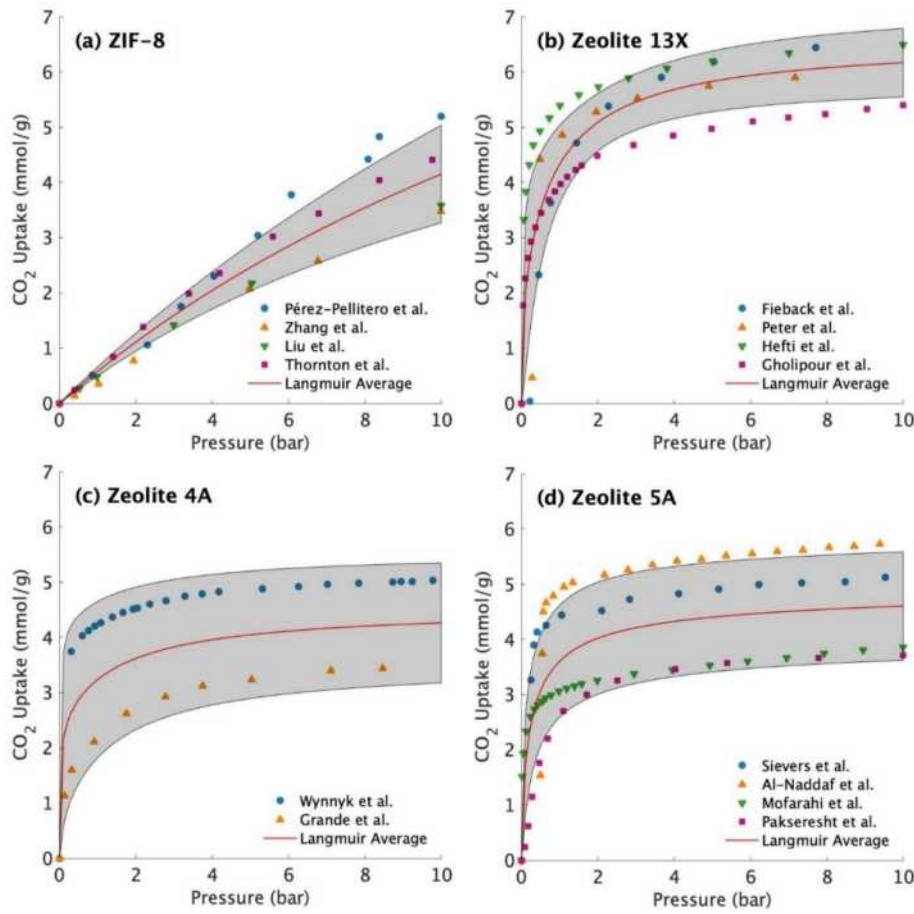 (a) ZIF-8
CO2 Uptake (mmol/g)
7
6
5
4
3
2
1
0
Pérez-Pellitero et al.
Zhang et al.
Liu et al.
Thornton et al.
Langmuir Average
0 2 4 6 8 10
Pressure (bar)
(b) Zeolite 13X
CO2 Uptake (mmol/g)
7
6
5
4
3
2
1
0
Fieback et al.
Peter et al.
Hefti et al.
Gholipour et al.
Langmuir Average
0 2 4 6 8 10
Pressure (bar)
(c) Zeolite 4A
CO2 Uptake (mmol/g)
7
6
5
4
3
2
1
0
Wynnyk et al.
Grande et al.
Langmuir Average
0 2 4 6 8 10
Pressure (bar)
(d) Zeolite 5A
CO2 Uptake (mmol/g)
7
6
5
4
3
2
1
0
Sievers et al.
Al-Naddaf et al.
Mofarahi et al.
Pakseresht et al.
Langmuir Average
0 2 4 6 8 10
Pressure (bar)